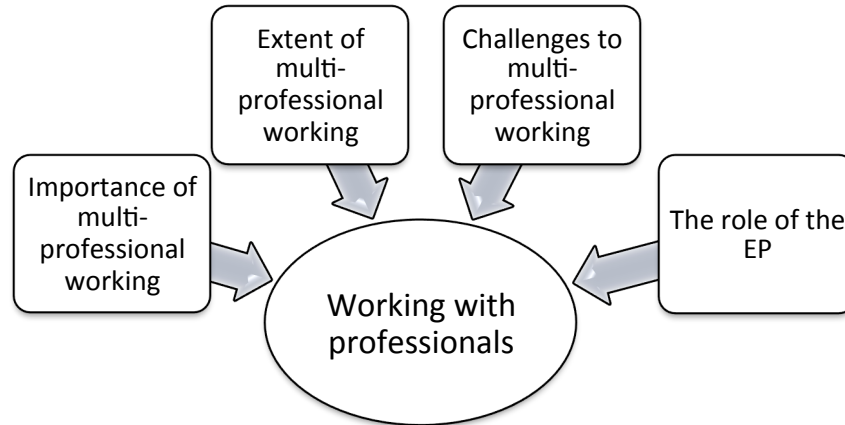 Extent of
multi-
professional
working
Challenges to
multi-
professional
working
Importance of
multi-
professional
working
The role of the
EP
Working with
professionals